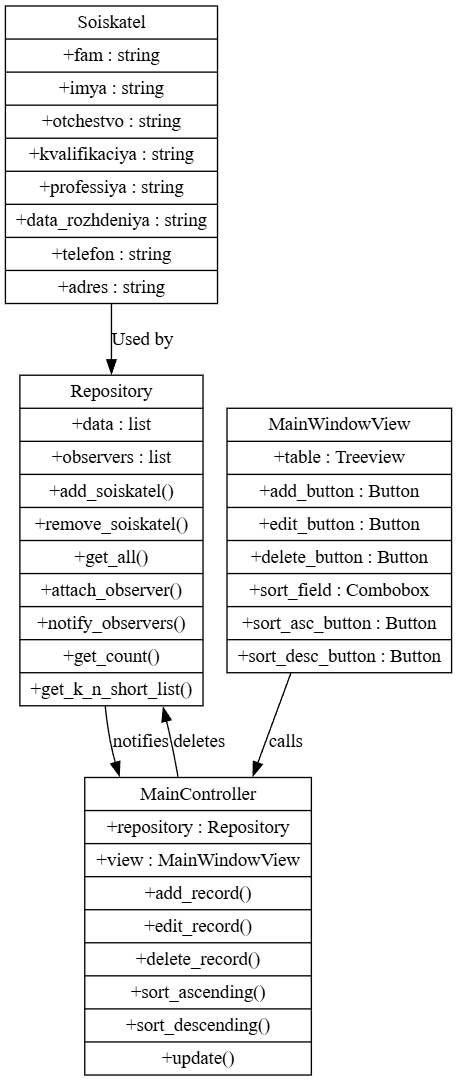 Soiskatel
+fam : string
+imya : string
+otchestvo : string
+kvalifikaciya : string
+professiya : string
+data_rozhdeniya : string
+telefon : string
+adres : string
Used by
Repository
+data : list
+observers : list
+add_soiskatel()
+remove_soiskatel()
+get_all()
+attach_observer()
+notify_observers()
+get_count()
+get_k_n_short_list()
MainWindowView
+table : Treeview
+add_button : Button
+edit_button : Button
+delete_button : Button
+sort_field : Combobox
+sort_asc_button : Button
+sort_desc_button : Button
notifies
deletes
calls
MainController
+repository : Repository
+view : MainWindowView
+add_record()
+edit_record()
+delete_record()
+sort_ascending()
+sort_descending()
+update()